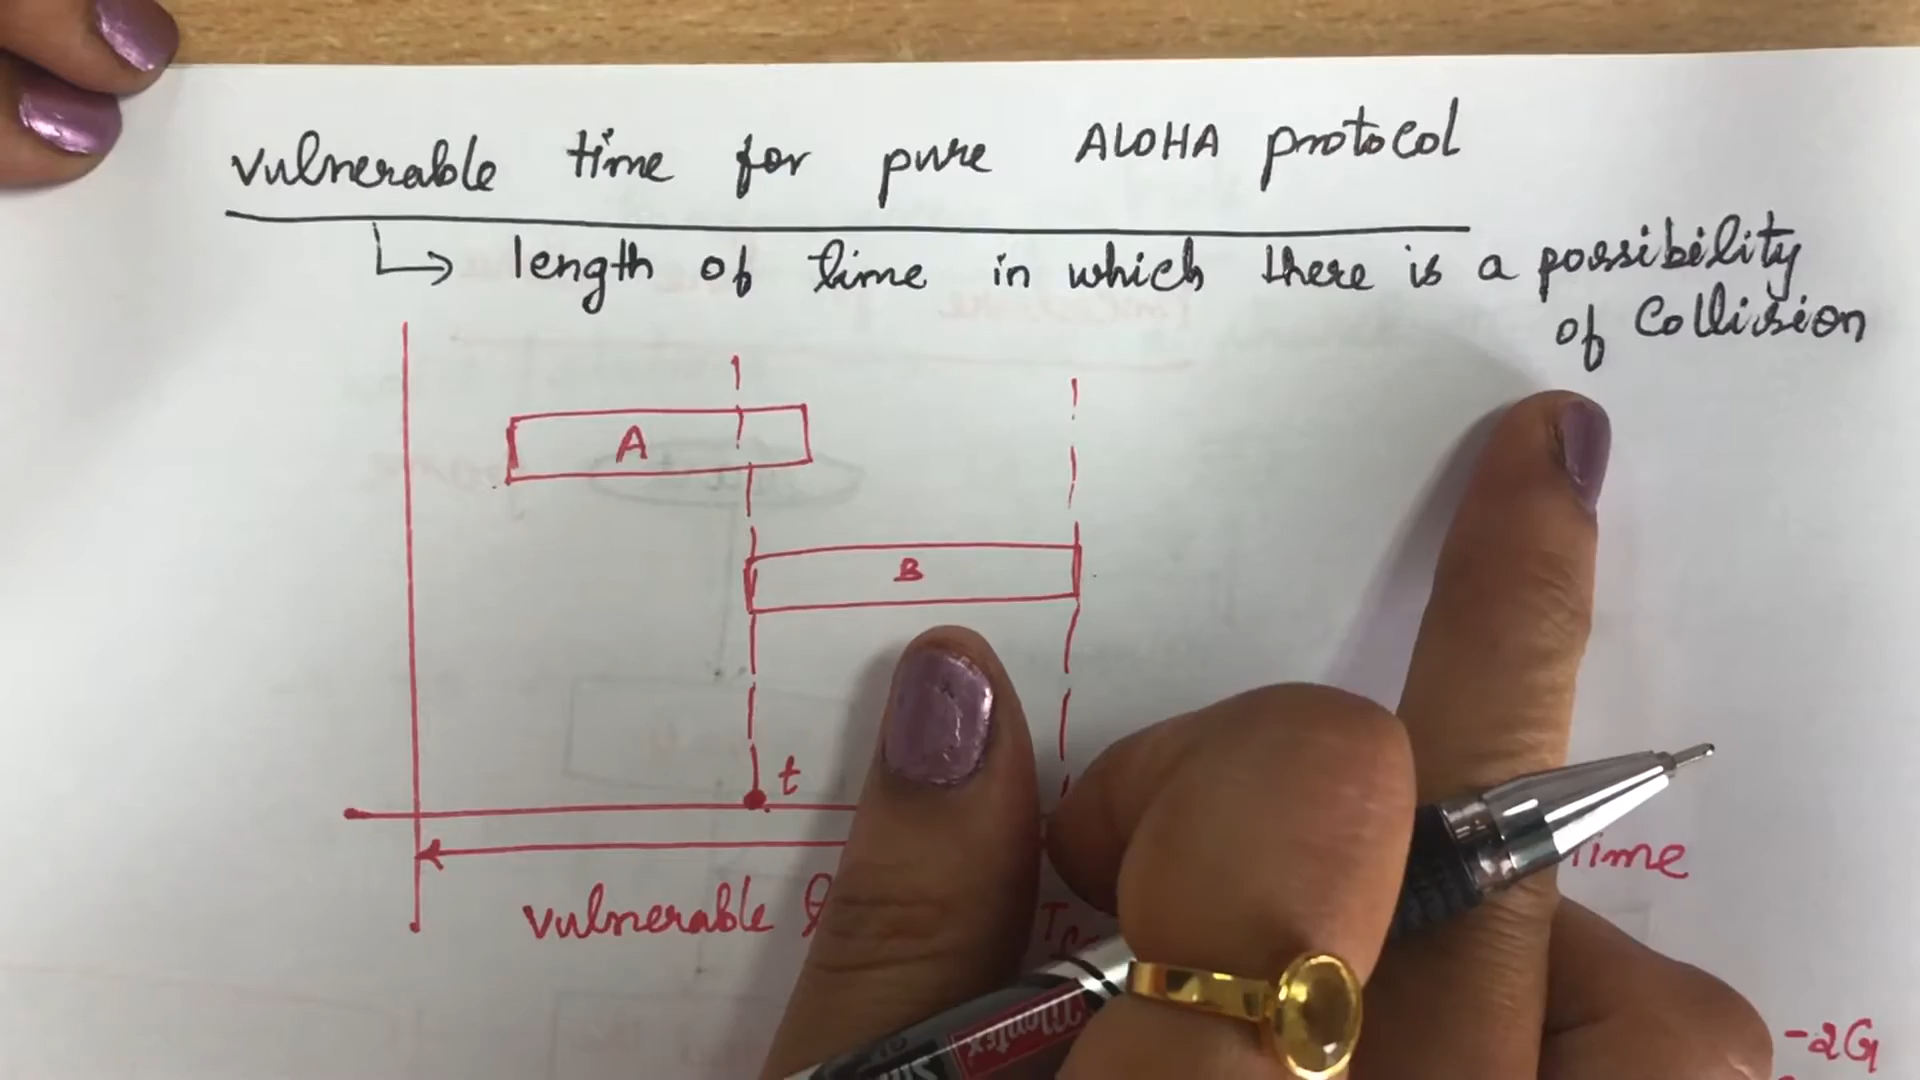 vulnerable time for pure ALOHA protocol
↳ length of time in which there is a possibility
of Collision
A
B
t
Time
vulnerable
Montex
-2G